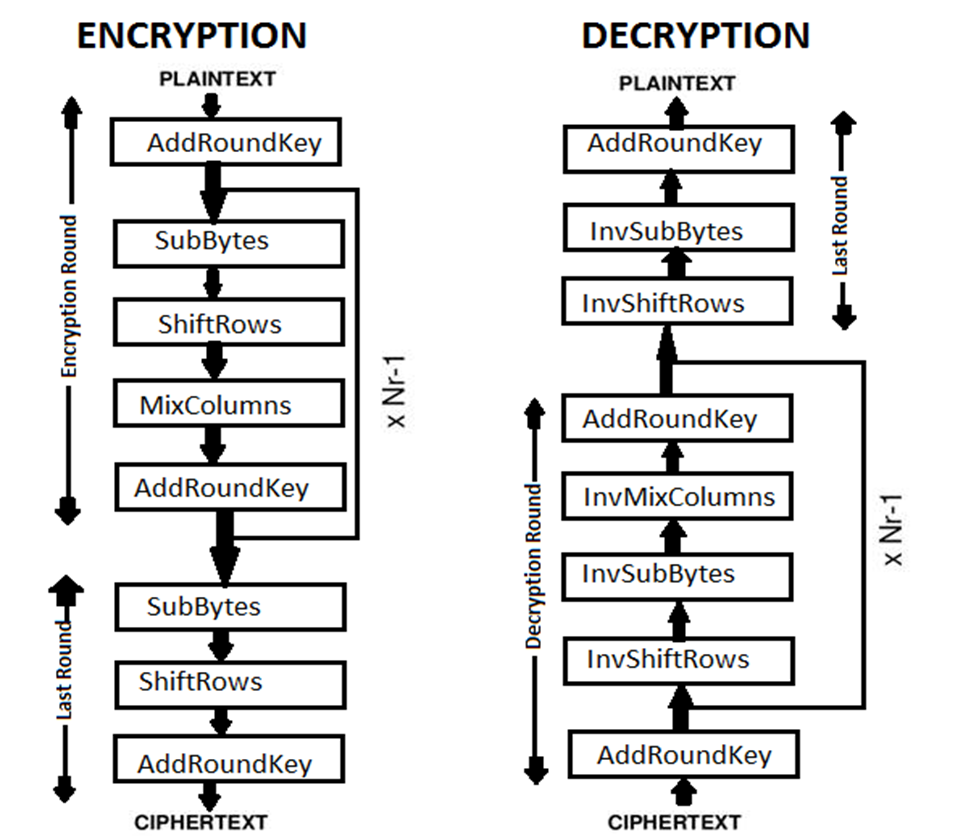 ENCRYPTION
PLAINTEXT
AddRoundKey
SubBytes
ShiftRows
MixColumns
AddRoundKey
SubBytes
ShiftRows
AddRoundKey
CIPHERTEXT
Encryption Round
Last Round
x Nr-1
DECRYPTION
PLAINTEXT
AddRoundKey
InvSubBytes
InvShiftRows
AddRoundKey
InvMixColumns
InvSubBytes
InvShiftRows
AddRoundKey
CIPHERTEXT
Last Round
Decryption Round
x Nr-1